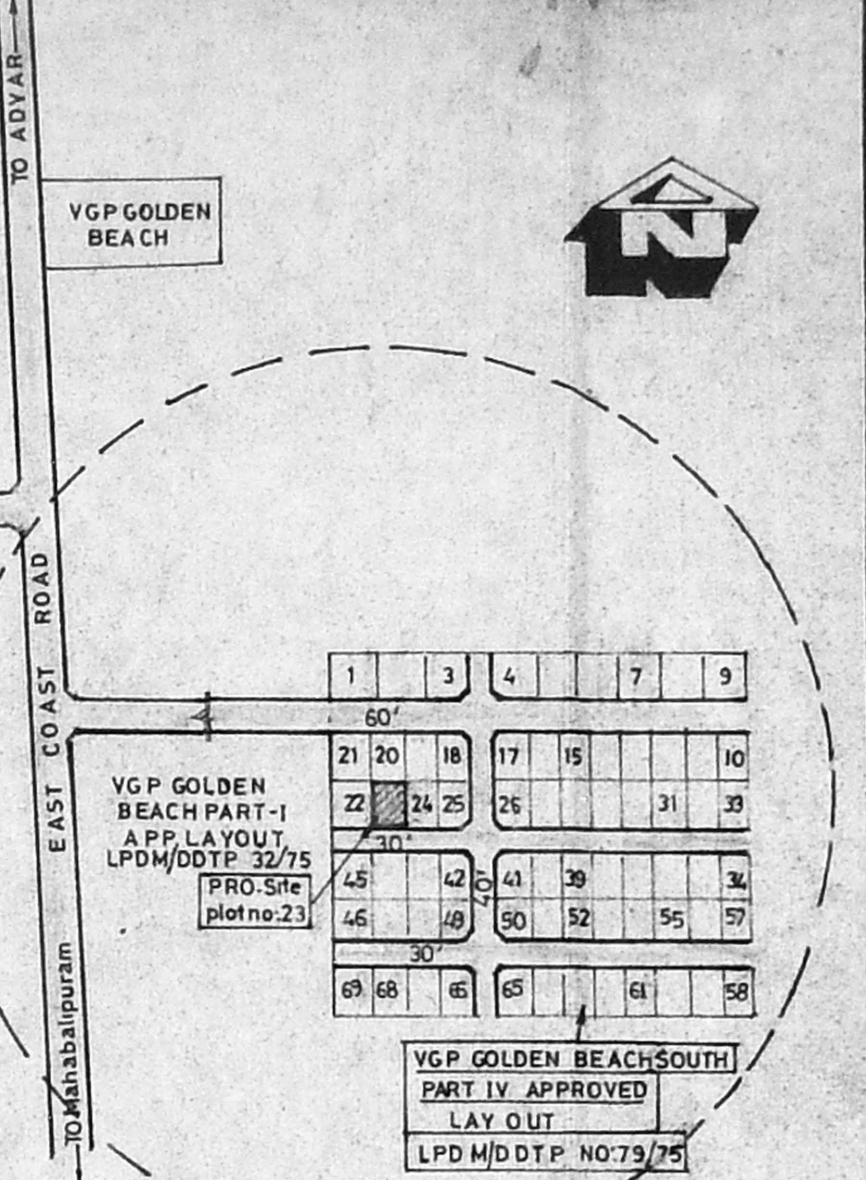 TO ADYAR
VGP GOLDEN
BEACH
N
EAST COAST ROAD
1 3 4 7 9
60'
21 20 18 17 15 10
22 24 25 26 31 33
30'
VGP GOLDEN
BEACH PART-I
APP LAYOUT
LPDM/DDTP 32/75
PRO-Site
plot no:23
45 42 41 39 34
40'
46 49 50 52 55 57
30'
69 68 66 65 61 58
TO Mahabalipuram
VGP GOLDEN BEACH SOUTH
PART IV APPROVED
LAY OUT
LPDM/DDTP NO:79/75